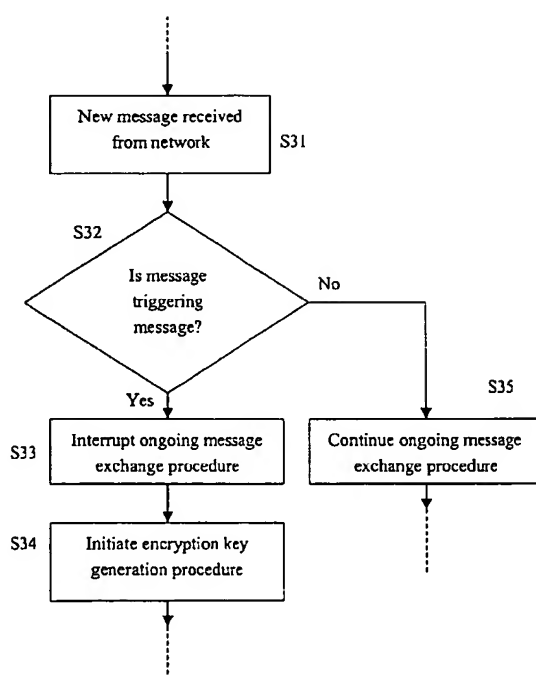 New message received
from network
S31
S32
Is message
triggering
message?
No
Yes
S35
S33
Interrupt ongoing message
exchange procedure
Continue ongoing message
exchange procedure
S34
Initiate encryption key
generation procedure